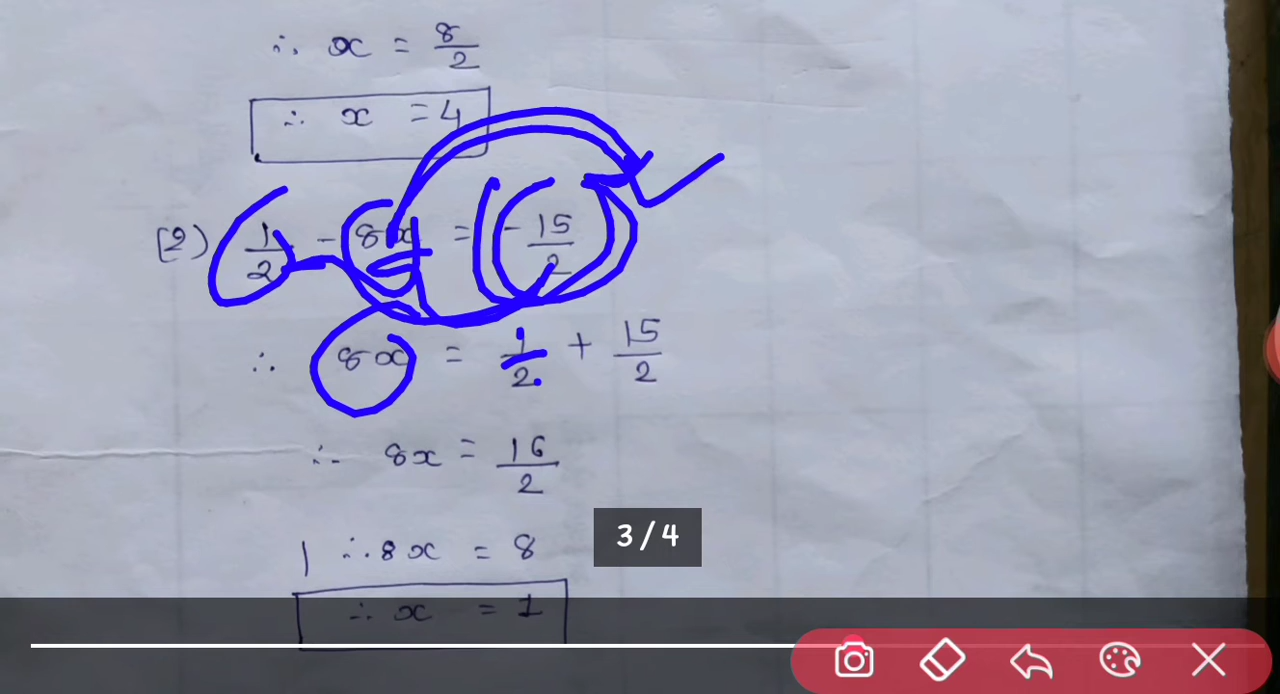 ∴ x = 8/2
∴ x = 4
(2) 1/2 - 8x = -15/2
∴ 8x = 1/2 + 15/2
∴ 8x = 16/2
3/4
∴ 8x = 8
∴ x = 1